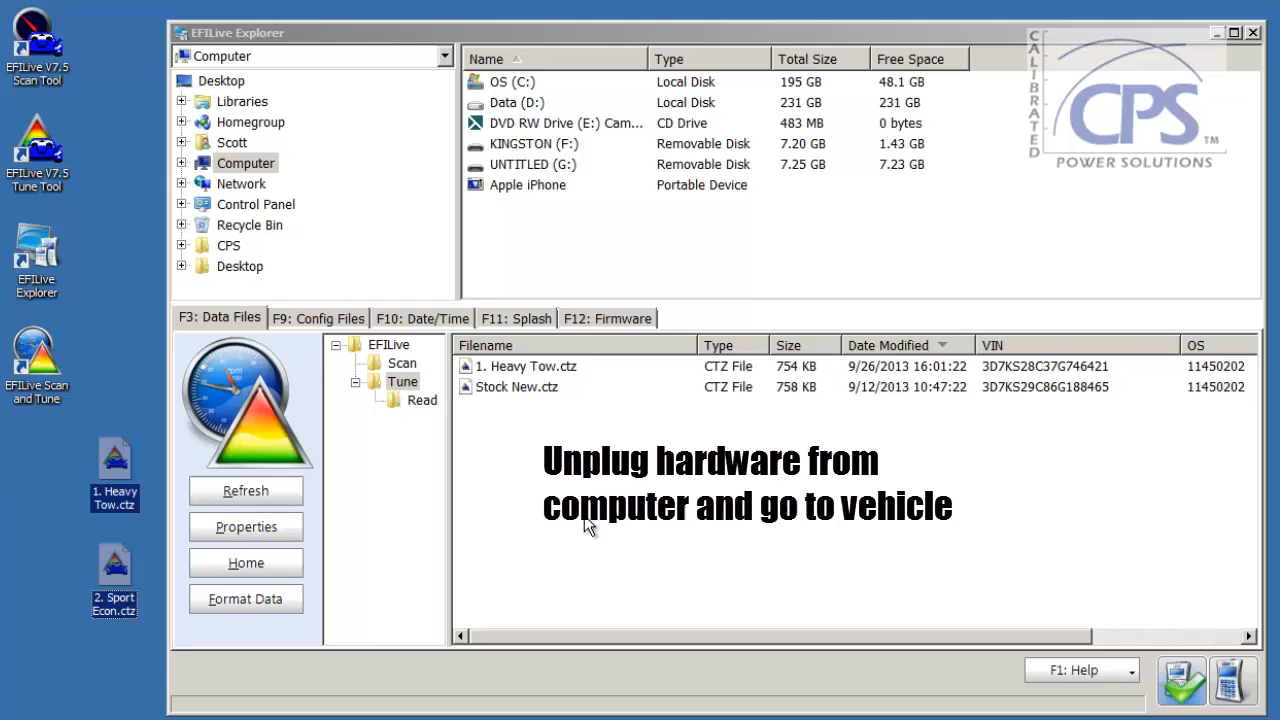 EFILive V7.5
Scan Tool
EFILive V7.5
Tune Tool
EFILive
Explorer
EFILive Scan
and Tune
1. Heavy
Tow.ctz
2. Sport
Econ.ctz
EFILive Explorer
Computer
Desktop
Libraries
Homegroup
Scott
Computer
Network
Control Panel
Recycle Bin
CPS
Desktop
Name Type Total Size Free Space
OS (C:) Local Disk 195 GB 48.1 GB
Data (D:) Local Disk 231 GB 231 GB
DVD RW Drive (E:) Cam... CD Drive 483 MB 0 bytes
KINGSTON (F:) Removable Disk 7.20 GB 1.43 GB
UNTITLED (G:) Removable Disk 7.25 GB 7.23 GB
Apple iPhone Portable Device
CALIBRATED
CPS TM
POWER SOLUTIONS
F3: Data Files F9: Config Files F10: Date/Time F11: Splash F12: Firmware
Refresh
Properties
Home
Format Data
EFILive
Scan
Tune
Read
Filename Type Size Date Modified VIN OS
1. Heavy Tow.ctz CTZ File 754 KB 9/26/2013 16:01:22 3D7KS28C37G746421 11450202
Stock New.ctz CTZ File 758 KB 9/12/2013 10:47:22 3D7KS29C86G188465 11450202
Unplug hardware from
computer and go to vehicle
F1: Help